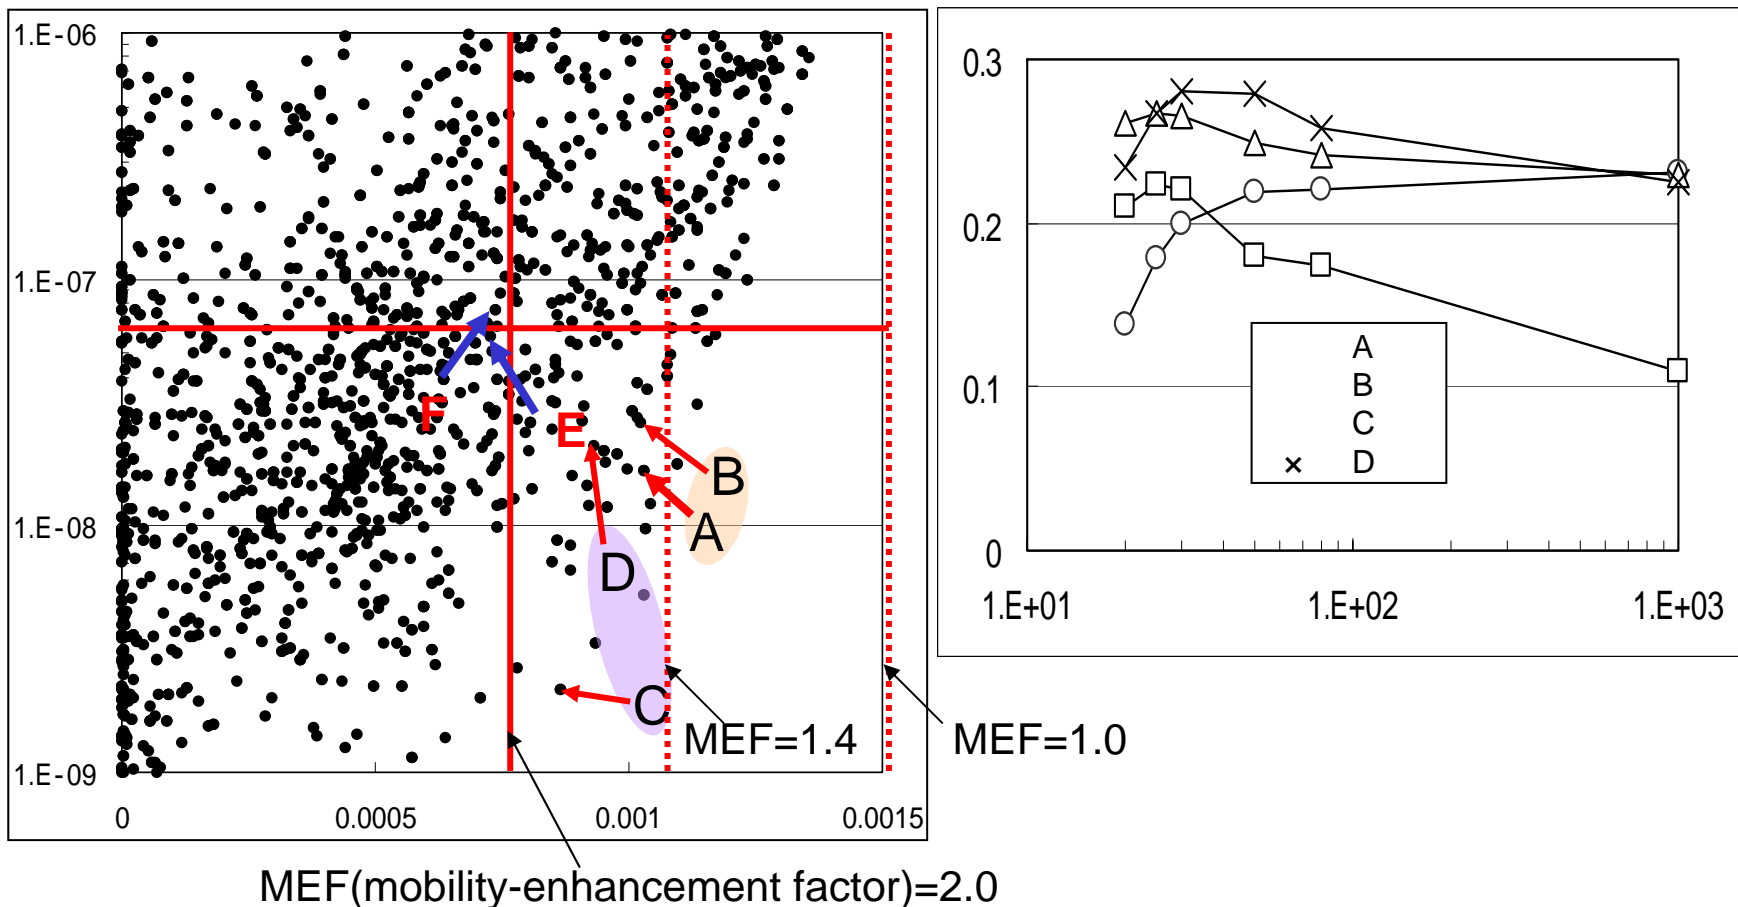 1.E-06
1.E-07
1.E-08
1.E-09
0
0.0005
0.001
0.0015
F
E
B
A
D
C
MEF=1.4
MEF=1.0
MEF(mobility-enhancement factor)=2.0
0.3
0.2
0.1
0
1.E+01
1.E+02
1.E+03
A
B
C
D